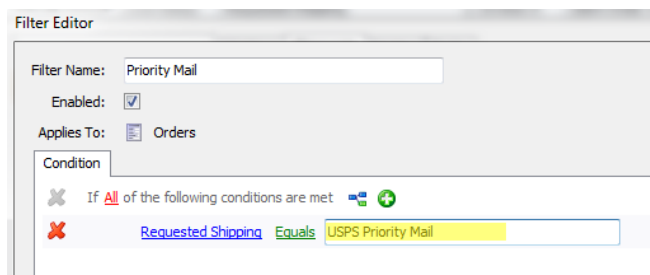 Filter Editor
Filter Name: Priority Mail
Enabled:
Applies To: Orders
Condition
If All of the following conditions are met
Requested Shipping Equals USPS Priority Mail